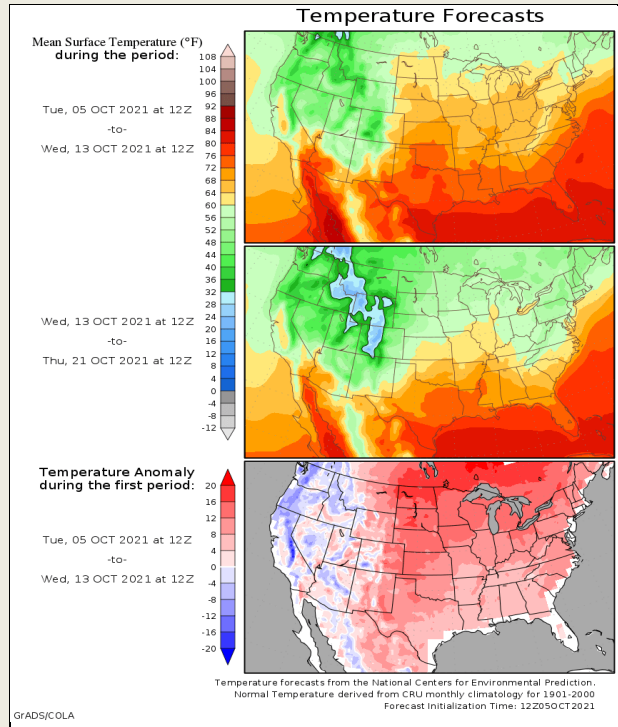 Temperature Forecasts
Mean Surface Temperature (°F)
during the period:
Tue, 05 OCT 2021 at 12Z
-to-
Wed, 13 OCT 2021 at 12Z
108
104
100
96
92
88
84
80
76
72
68
64
60
56
52
48
44
40
36
32
28
24
20
16
12
8
4
0
-4
-8
-12
Wed, 13 OCT 2021 at 12Z
-to-
Thu, 21 OCT 2021 at 12Z
Temperature Anomaly
during the first period:
Tue, 05 OCT 2021 at 12Z
-to-
Wed, 13 OCT 2021 at 12Z
20
16
12
8
4
0
-4
-8
-12
-16
-20
Temperature forecasts from the National Centers for Environmental Prediction.
Normal Temperature derived from CRU monthly climatology for 1901-2000
Forecast Initialization Time: 12Z05OCT2021
GrADS/COLA